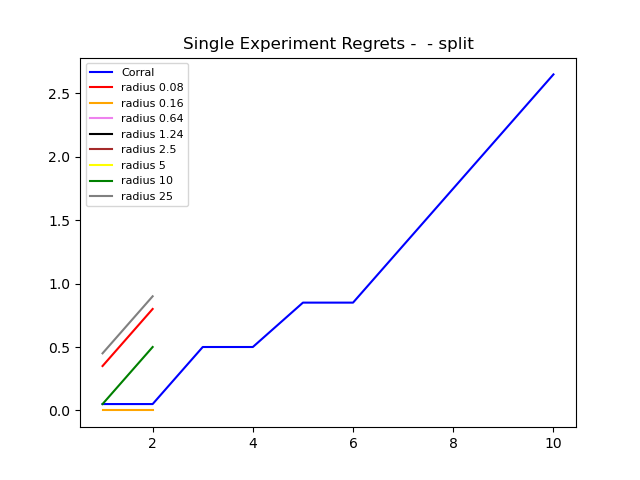 Single Experiment Regrets -  - split
Corral
radius 0.08
radius 0.16
radius 0.64
radius 1.24
radius 2.5
radius 5
radius 10
radius 25
2.5
2.0
1.5
1.0
0.5
0.0
2 4 6 8 10